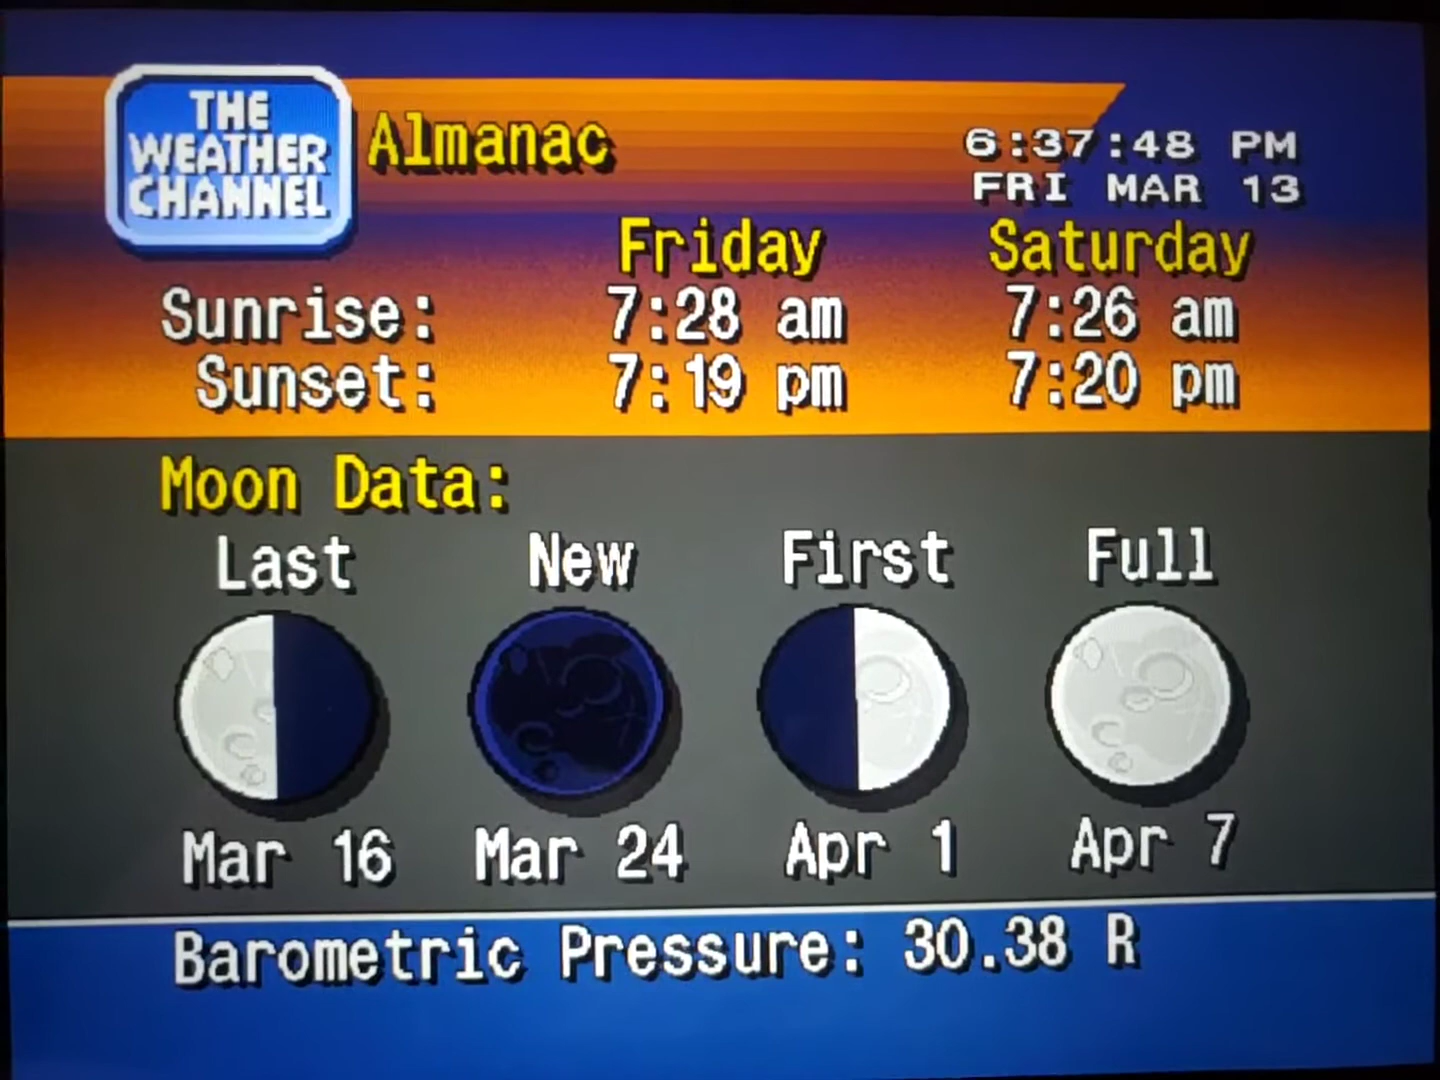 THE
WEATHER
CHANNEL
Almanac
6:37:48 PM
FRI MAR 13
Friday Saturday
Sunrise: 7:28 am 7:26 am
Sunset: 7:19 pm 7:20 pm
Moon Data:
Last New First Full
Mar 16 Mar 24 Apr 1 Apr 7
Barometric Pressure: 30.38 R